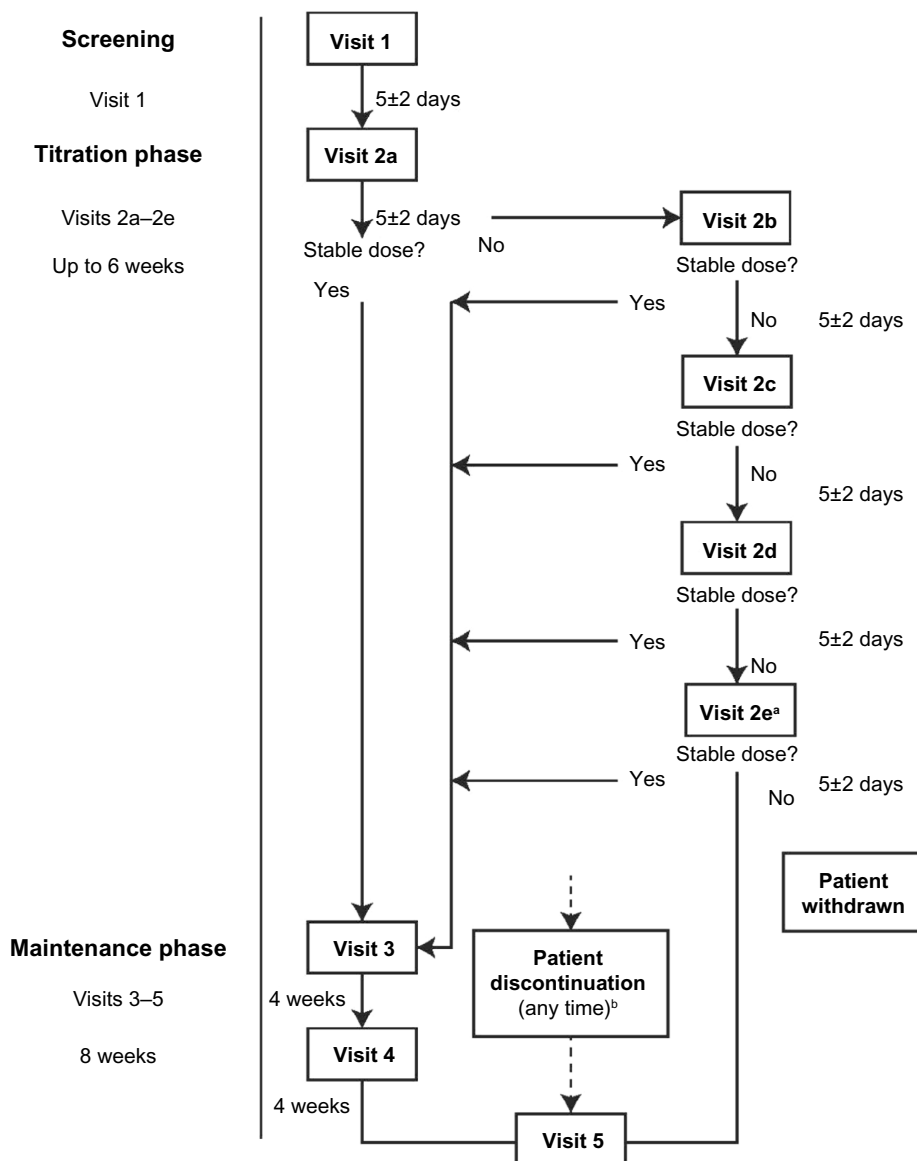 Screening
Visit 1
Visit 1
5±2 days
Titration phase
Visit 2a
Visits 2a–2e
5±2 days
Visit 2b
Up to 6 weeks
Stable dose?
No
Stable dose?
Yes
Yes
No
5±2 days
Visit 2c
Stable dose?
Yes
No
5±2 days
Visit 2d
Stable dose?
Yes
No
5±2 days
Visit 2eᵃ
Stable dose?
Yes
No
5±2 days
Patient
withdrawn
Maintenance phase
Visit 3
Patient
discontinuation
(any time)ᵇ
Visits 3–5
4 weeks
8 weeks
Visit 4
4 weeks
Visit 5